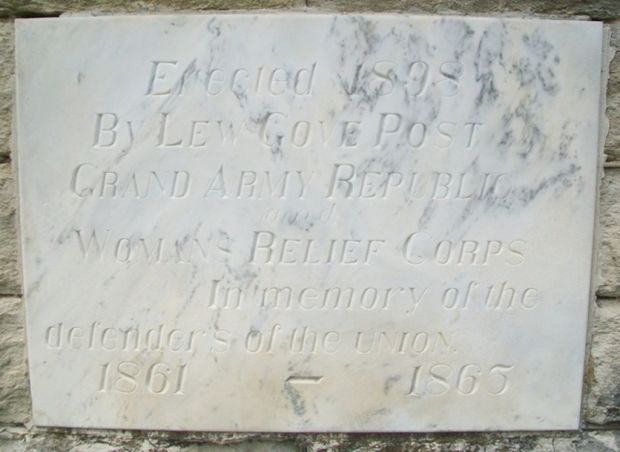 Erected 1898
By Lew Gove Post
Grand Army Republic
and
Womans Relief Corps
In memory of the
defenders of the UNION.
1861 — 1865